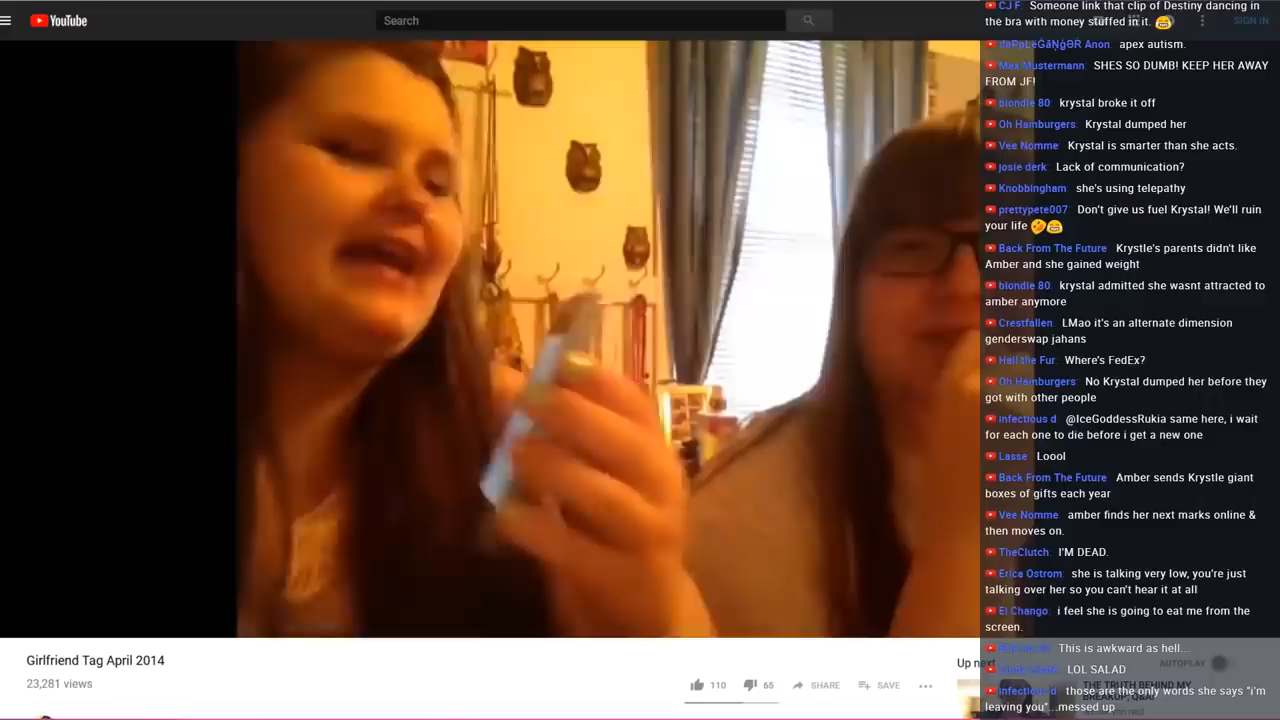 YouTube
Search
SIGN IN
CJ F Someone link that clip of Destiny dancing in
the bra with money stuffed in it. 😂
Anon apex autism.
Max Mustermann: SHES SO DUMB! KEEP HER AWAY
FROM JF!
blondie 80: krystal broke it off
Oh Hamburgers: Krystal dumped her
Vee Nomme: Krystal is smarter than she acts.
josie derk: Lack of communication?
Knobbingham: she's using telepathy
prettypete007: Don't give us fuel Krystal! We'll ruin
your life 🤣😂
Back From The Future: Krystle's parents didn't like
Amber and she gained weight
blondie 80: krystal admitted she wasnt attracted to
amber anymore
Crestfallen: LMao it's an alternate dimension
genderswap jahans
Hail the Fur: Where's FedEx?
Oh Hamburgers: No Krystal dumped her before they
got with other people
infectious d: @IceGoddessRukia same here, i wait
for each one to die before i get a new one
Lasse: Loool
Back From The Future: Amber sends Krystle giant
boxes of gifts each year
Vee Nomme: amber finds her next marks online &
then moves on.
TheClutch: I'M DEAD.
Erica Ostrom: she is talking very low, you're just
talking over her so you can't hear it at all
El Chango: i feel she is going to eat me from the
screen.
This is awkward as hell...
LOL SALAD
infectious d: those are the only words she says "i'm
leaving you"...messed up
Girlfriend Tag April 2014
23,281 views
110
65
SHARE
SAVE
Up next
AUTOPLAY
THE TRUTH BEHIND MY
BREAKUP, Q&A!